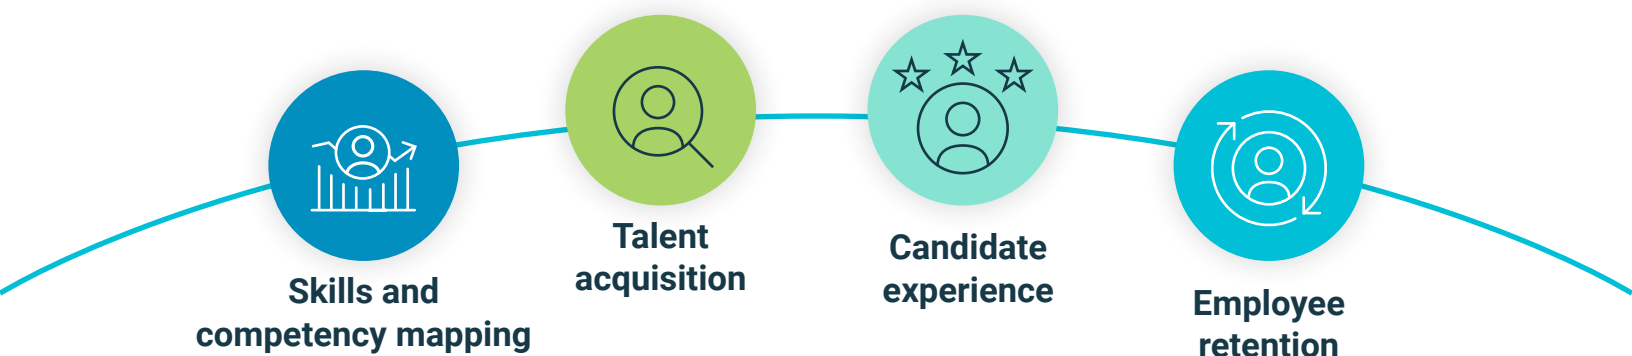 Skills and
competency mapping
Talent
acquisition
Candidate
experience
Employee
retention